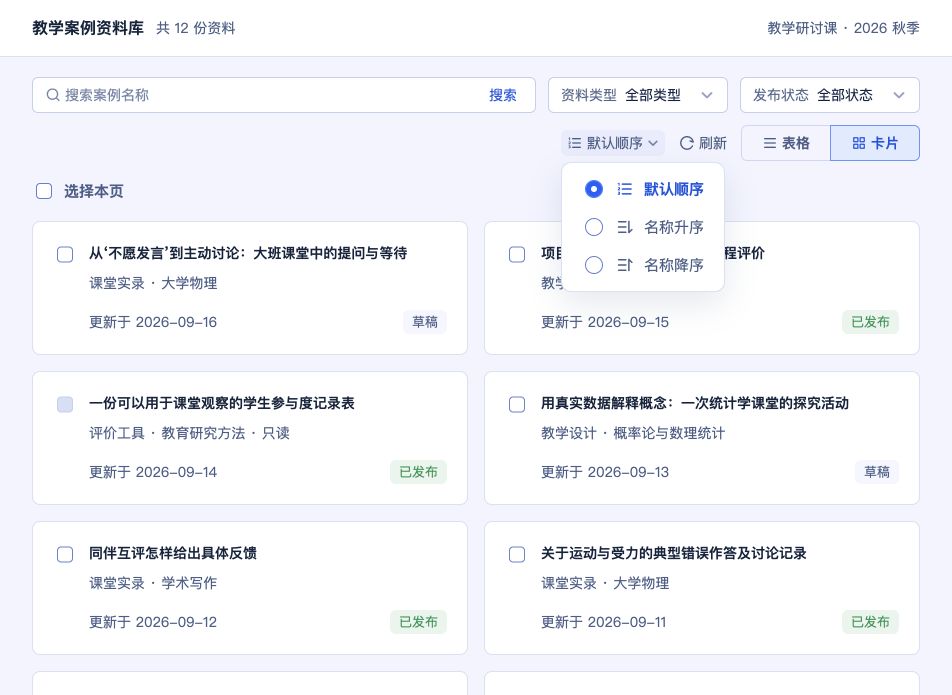 教学案例资料库 共 12 份资料
教学研讨课 · 2026 秋季
搜索案例名称 搜索
资料类型 全部类型
发布状态 全部状态
默认顺序
刷新
表格
卡片
默认顺序
名称升序
名称降序
选择本页
从‘不愿发言’到主动讨论：大班课堂中的提问与等待
课堂实录 · 大学物理
更新于 2026-09-16 草稿
项目 程评价
教学
更新于 2026-09-15 已发布
一份可以用于课堂观察的学生参与度记录表
评价工具 · 教育研究方法 · 只读
更新于 2026-09-14 已发布
用真实数据解释概念：一次统计学课堂的探究活动
教学设计 · 概率论与数理统计
更新于 2026-09-13 草稿
同伴互评怎样给出具体反馈
课堂实录 · 学术写作
更新于 2026-09-12 已发布
关于运动与受力的典型错误作答及讨论记录
课堂实录 · 大学物理
更新于 2026-09-11 已发布